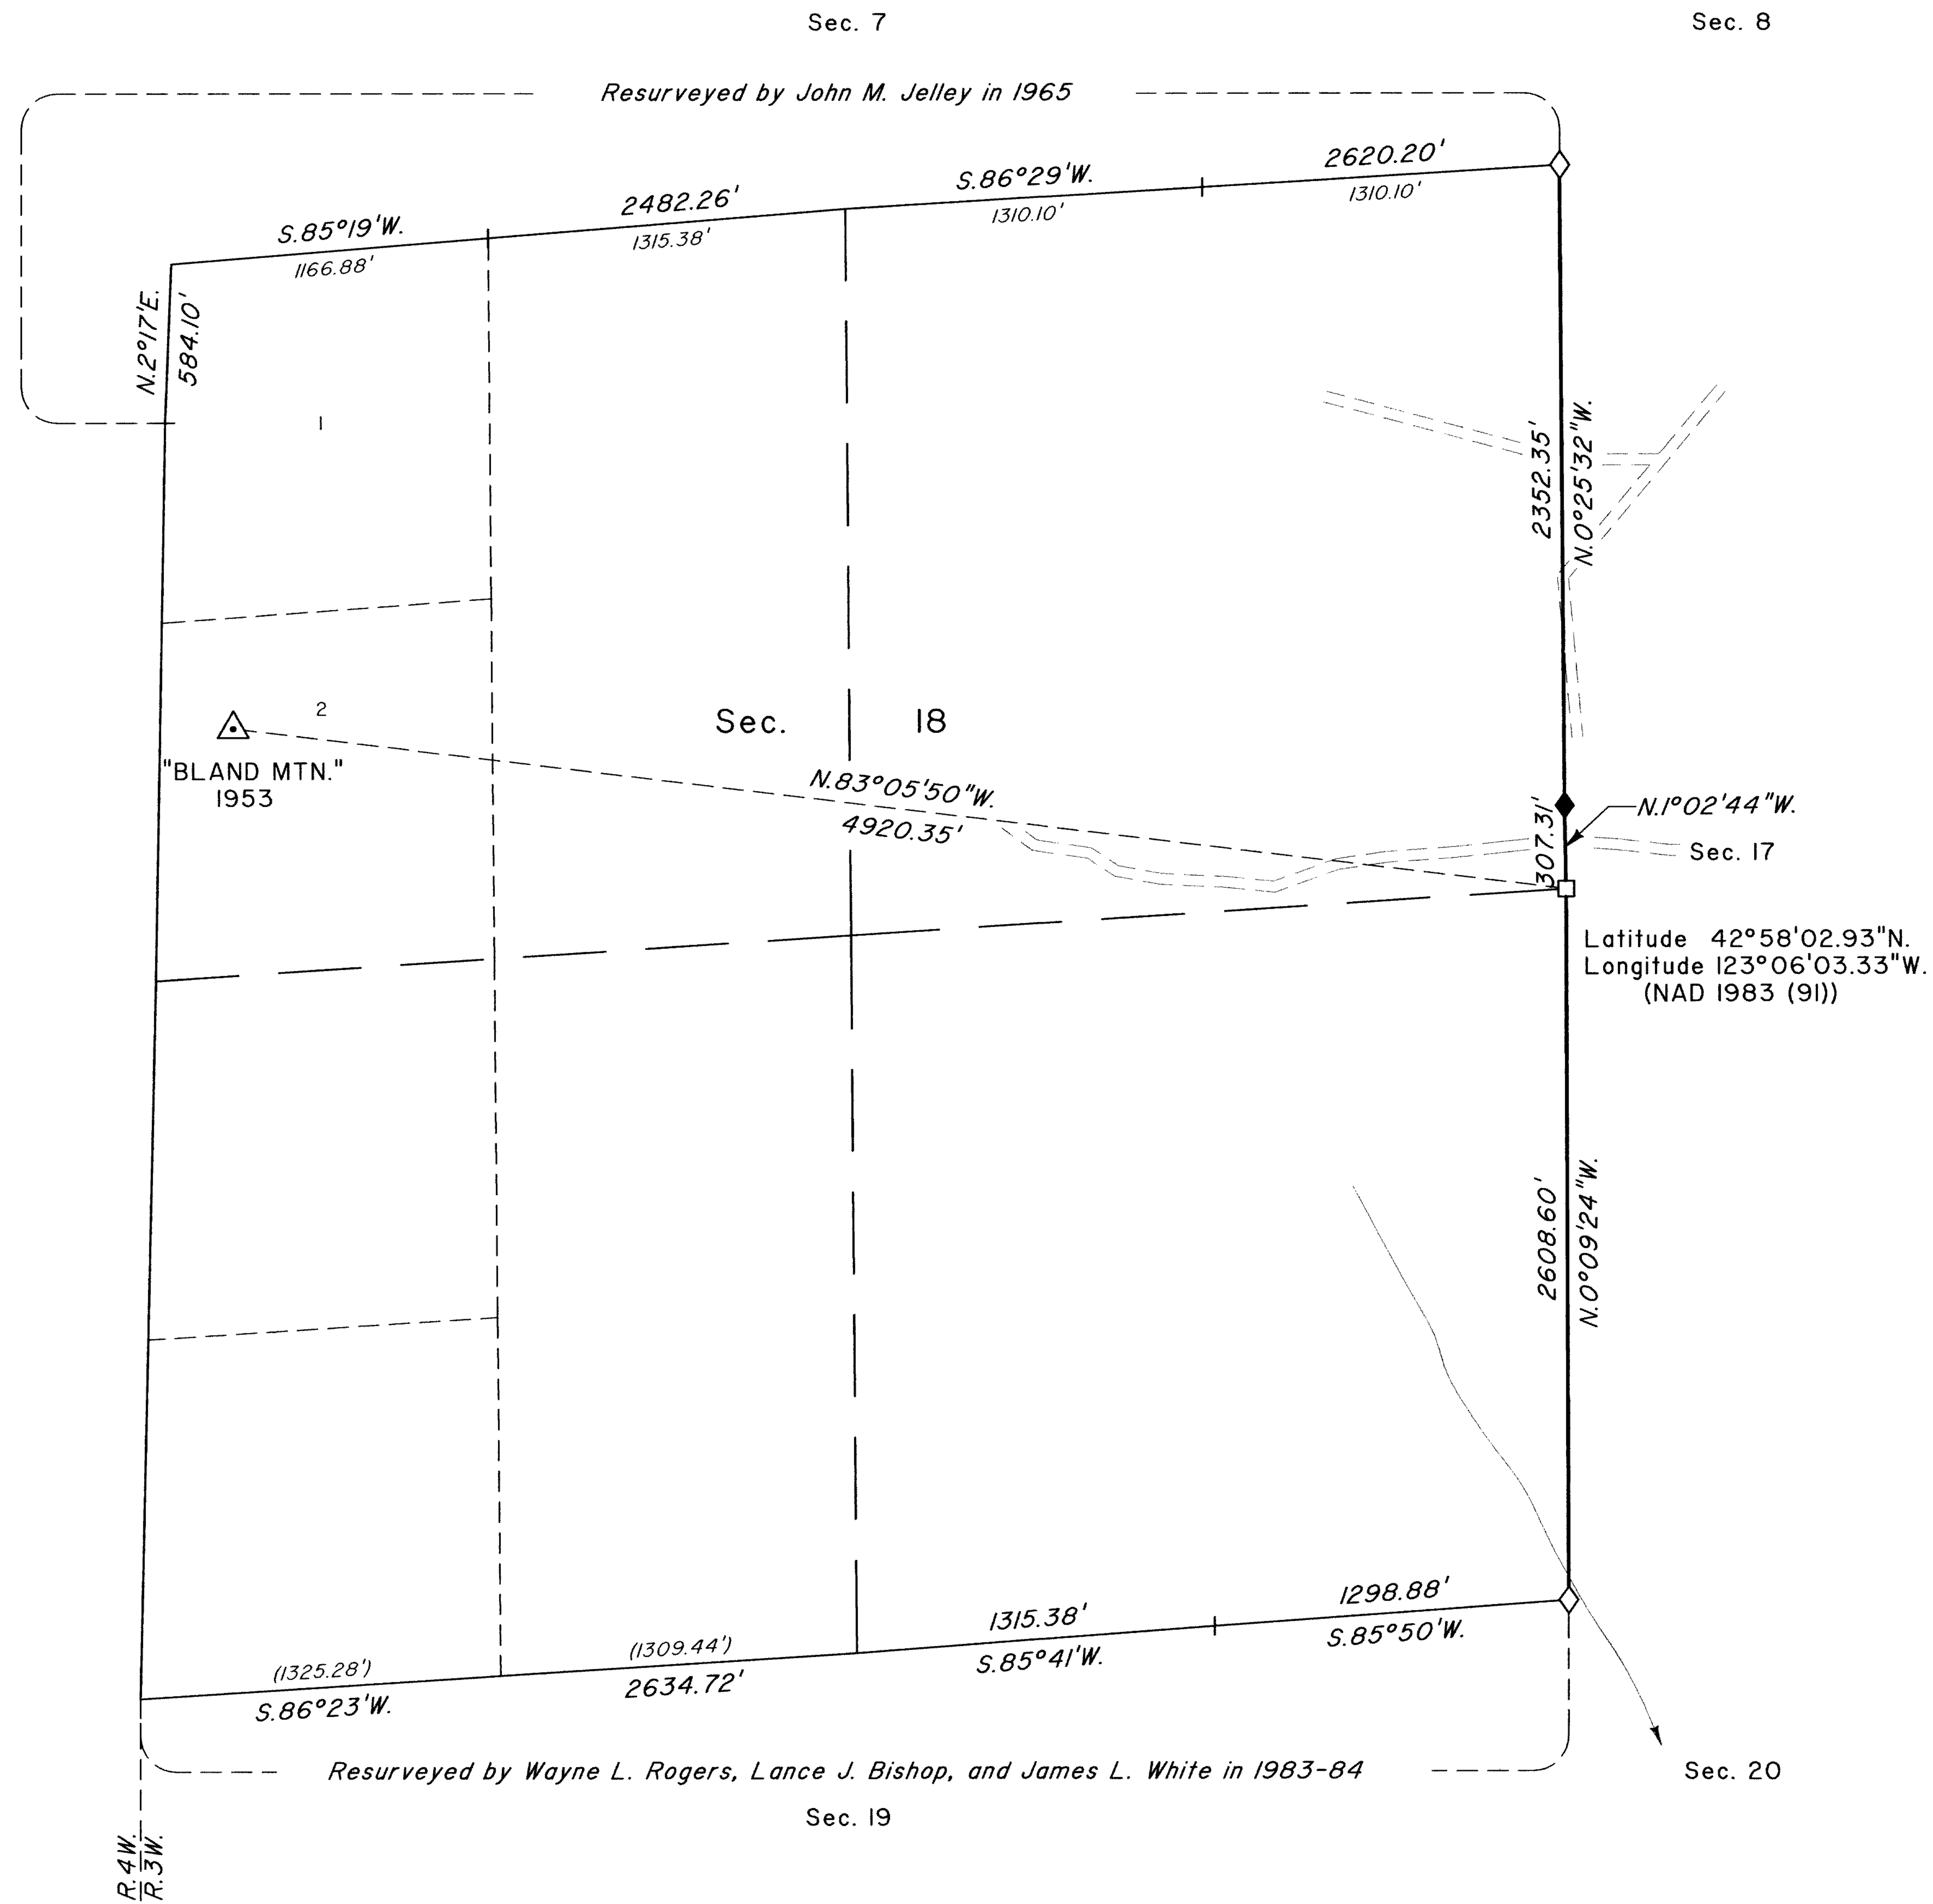 Sec. 7
Sec. 8
Resurveyed by John M. Jelley in 1965
2620.20'
S.86°29'W.
1310.10'
1310.10'
2482.26'
S.85°19'W.
1315.38'
1166.88'
N.2°17'E.
584.10'
1
2352.35'
N.0°25'32"W.
2
Sec. 18
"BLAND MTN."
1953
N.83°05'50"W.
4920.35'
307.31'
N.1°02'44"W.
Sec. 17
Latitude 42°58'02.93"N.
Longitude 123°06'03.33"W.
(NAD 1983 (91))
2608.60'
N.0°09'24"W.
1298.88'
S.85°50'W.
1315.38'
S.85°41'W.
(1309.44')
2634.72'
(1325.28')
S.86°23'W.
Resurveyed by Wayne L. Rogers, Lance J. Bishop, and James L. White in 1983-84
Sec. 20
Sec. 19
R.4W.
R.3W.